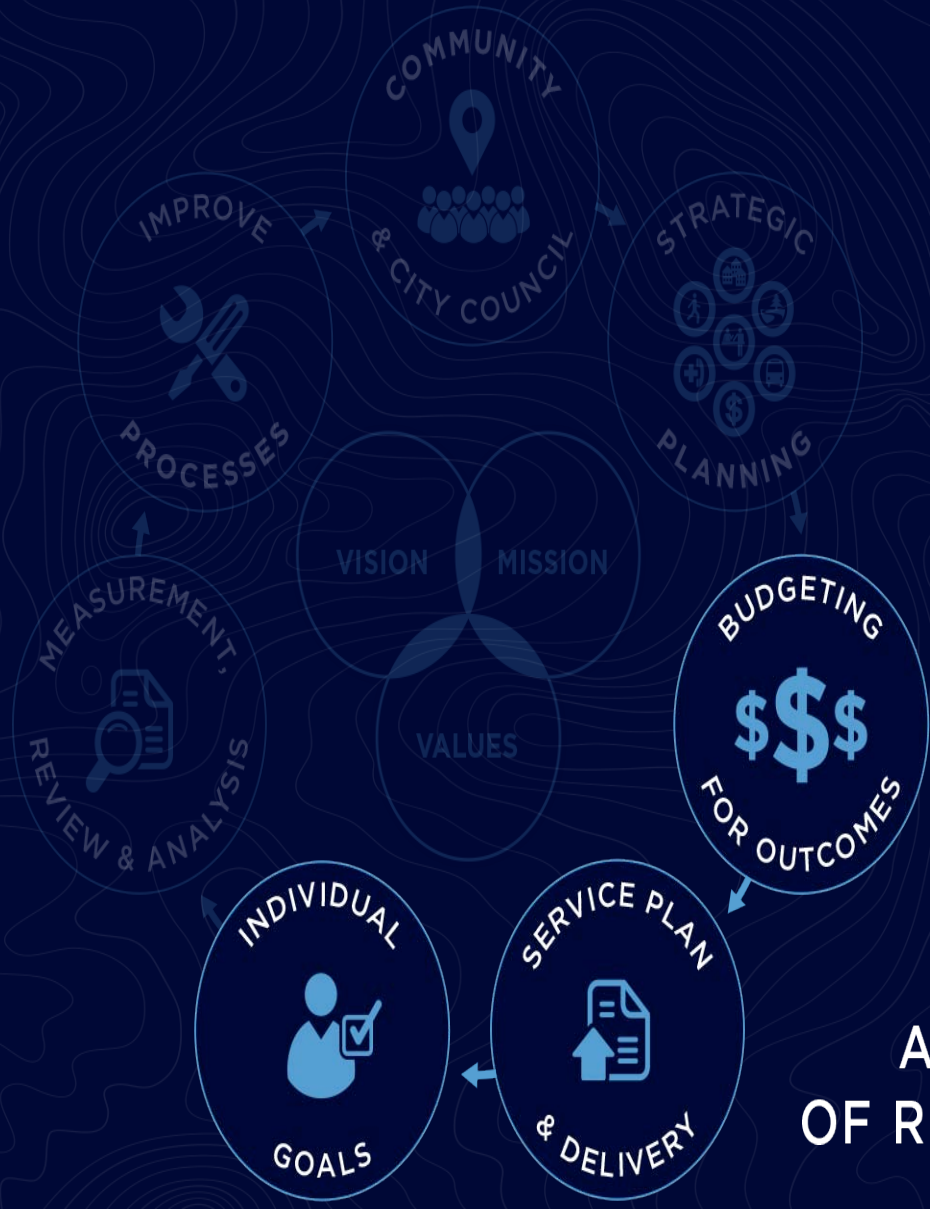 COMMUNITY
& CITY COUNCIL
IMPROVE
PROCESSES
STRATEGIC
PLANNING
VISION
MISSION
VALUES
MEASUREMENT,
REVIEW & ANALYSIS
BUDGETING
$$$
FOR OUTCOMES
INDIVIDUAL
GOALS
SERVICE PLAN
& DELIVERY
A
OF R